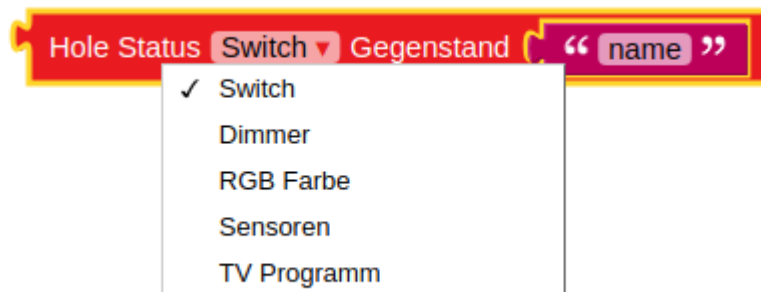 Hole Status Switch ▾ Gegenstand “ name ”
✓ Switch
Dimmer
RGB Farbe
Sensoren
TV Programm